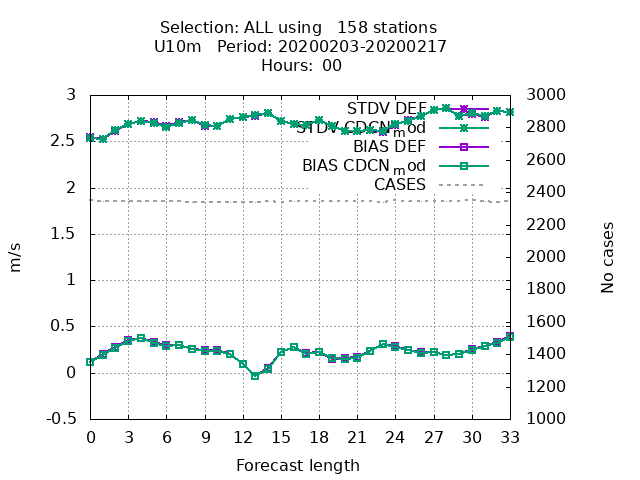 Selection: ALL using   158 stations
U10m   Period: 20200203-20200217
Hours: 00
STDV DEF
STDV CDCN_mod
BIAS DEF
BIAS CDCN_mod
CASES
m/s
3
2.5
2
1.5
1
0.5
0
-0.5
3000
2800
2600
2400
2200
2000
1800
1600
1400
1200
1000
No cases
0 3 6 9 12 15 18 21 24 27 30 33
Forecast length